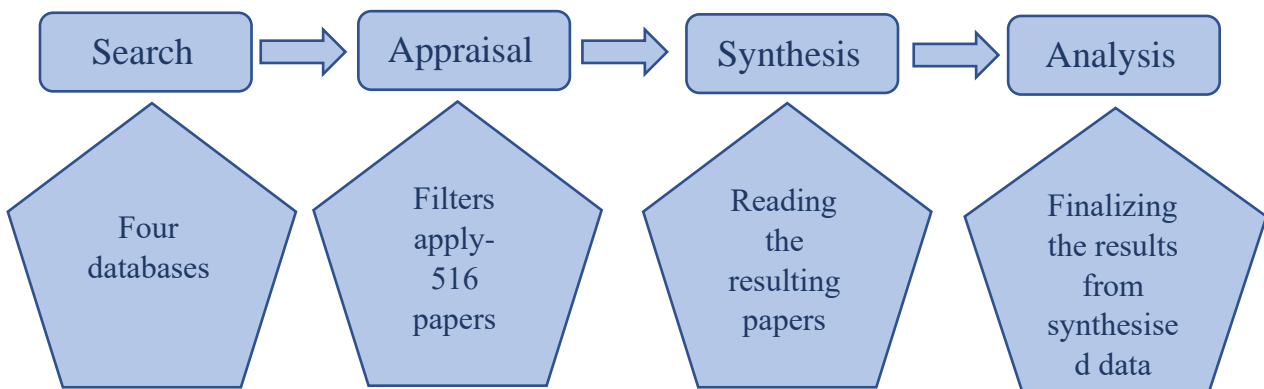 Search
Appraisal
Synthesis
Analysis
Four
databases
Filters
apply-
516
papers
Reading
the
resulting
papers
Finalizing
the results
from
synthesise
d data